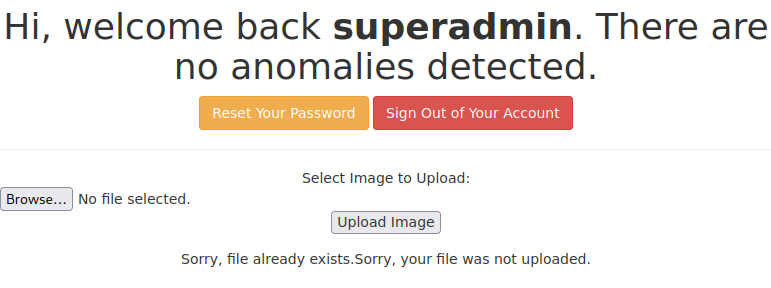 Hi, welcome back superadmin. There are
no anomalies detected.
Reset Your Password Sign Out of Your Account
Select Image to Upload:
Browse... No file selected.
Upload Image
Sorry, file already exists.Sorry, your file was not uploaded.